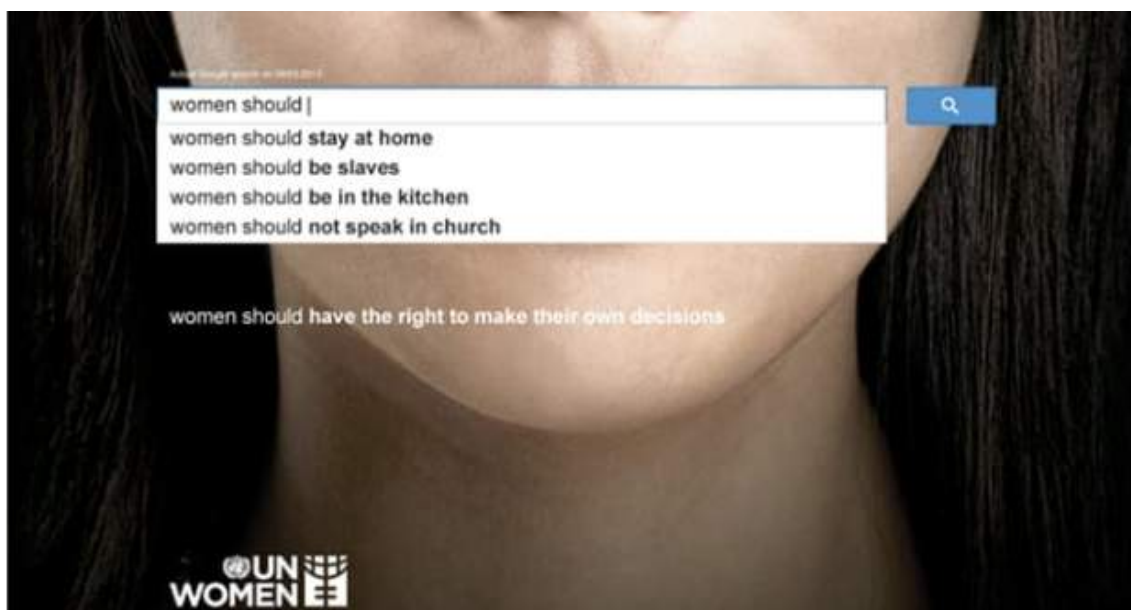 women should
women should stay at home
women should be slaves
women should be in the kitchen
women should not speak in church
women should have the right to make their own decisions
UN
WOMEN